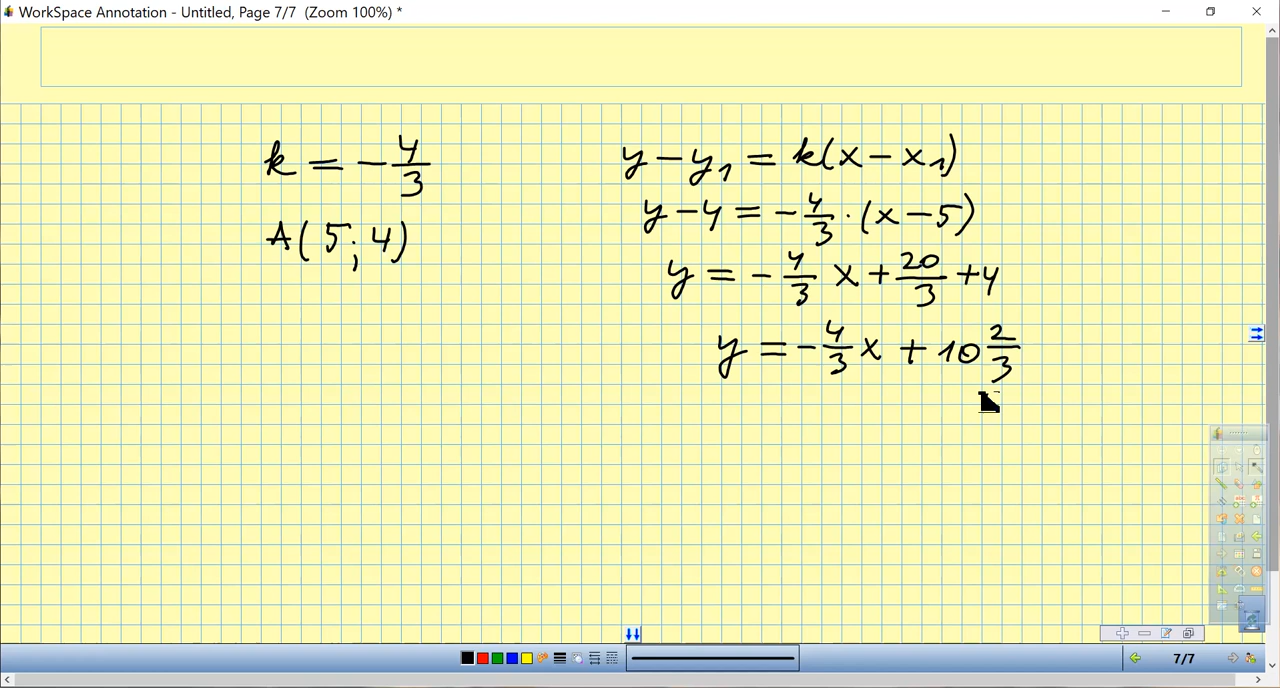 WorkSpace Annotation - Untitled, Page 7/7 (Zoom 100%) *
k = -4/3
A(5;4)
y - y₁ = k(x - x₁)
y - 4 = -4/3 · (x - 5)
y = -4/3 x + 20/3 + 4
y = -4/3 x + 10 2/3
7/7